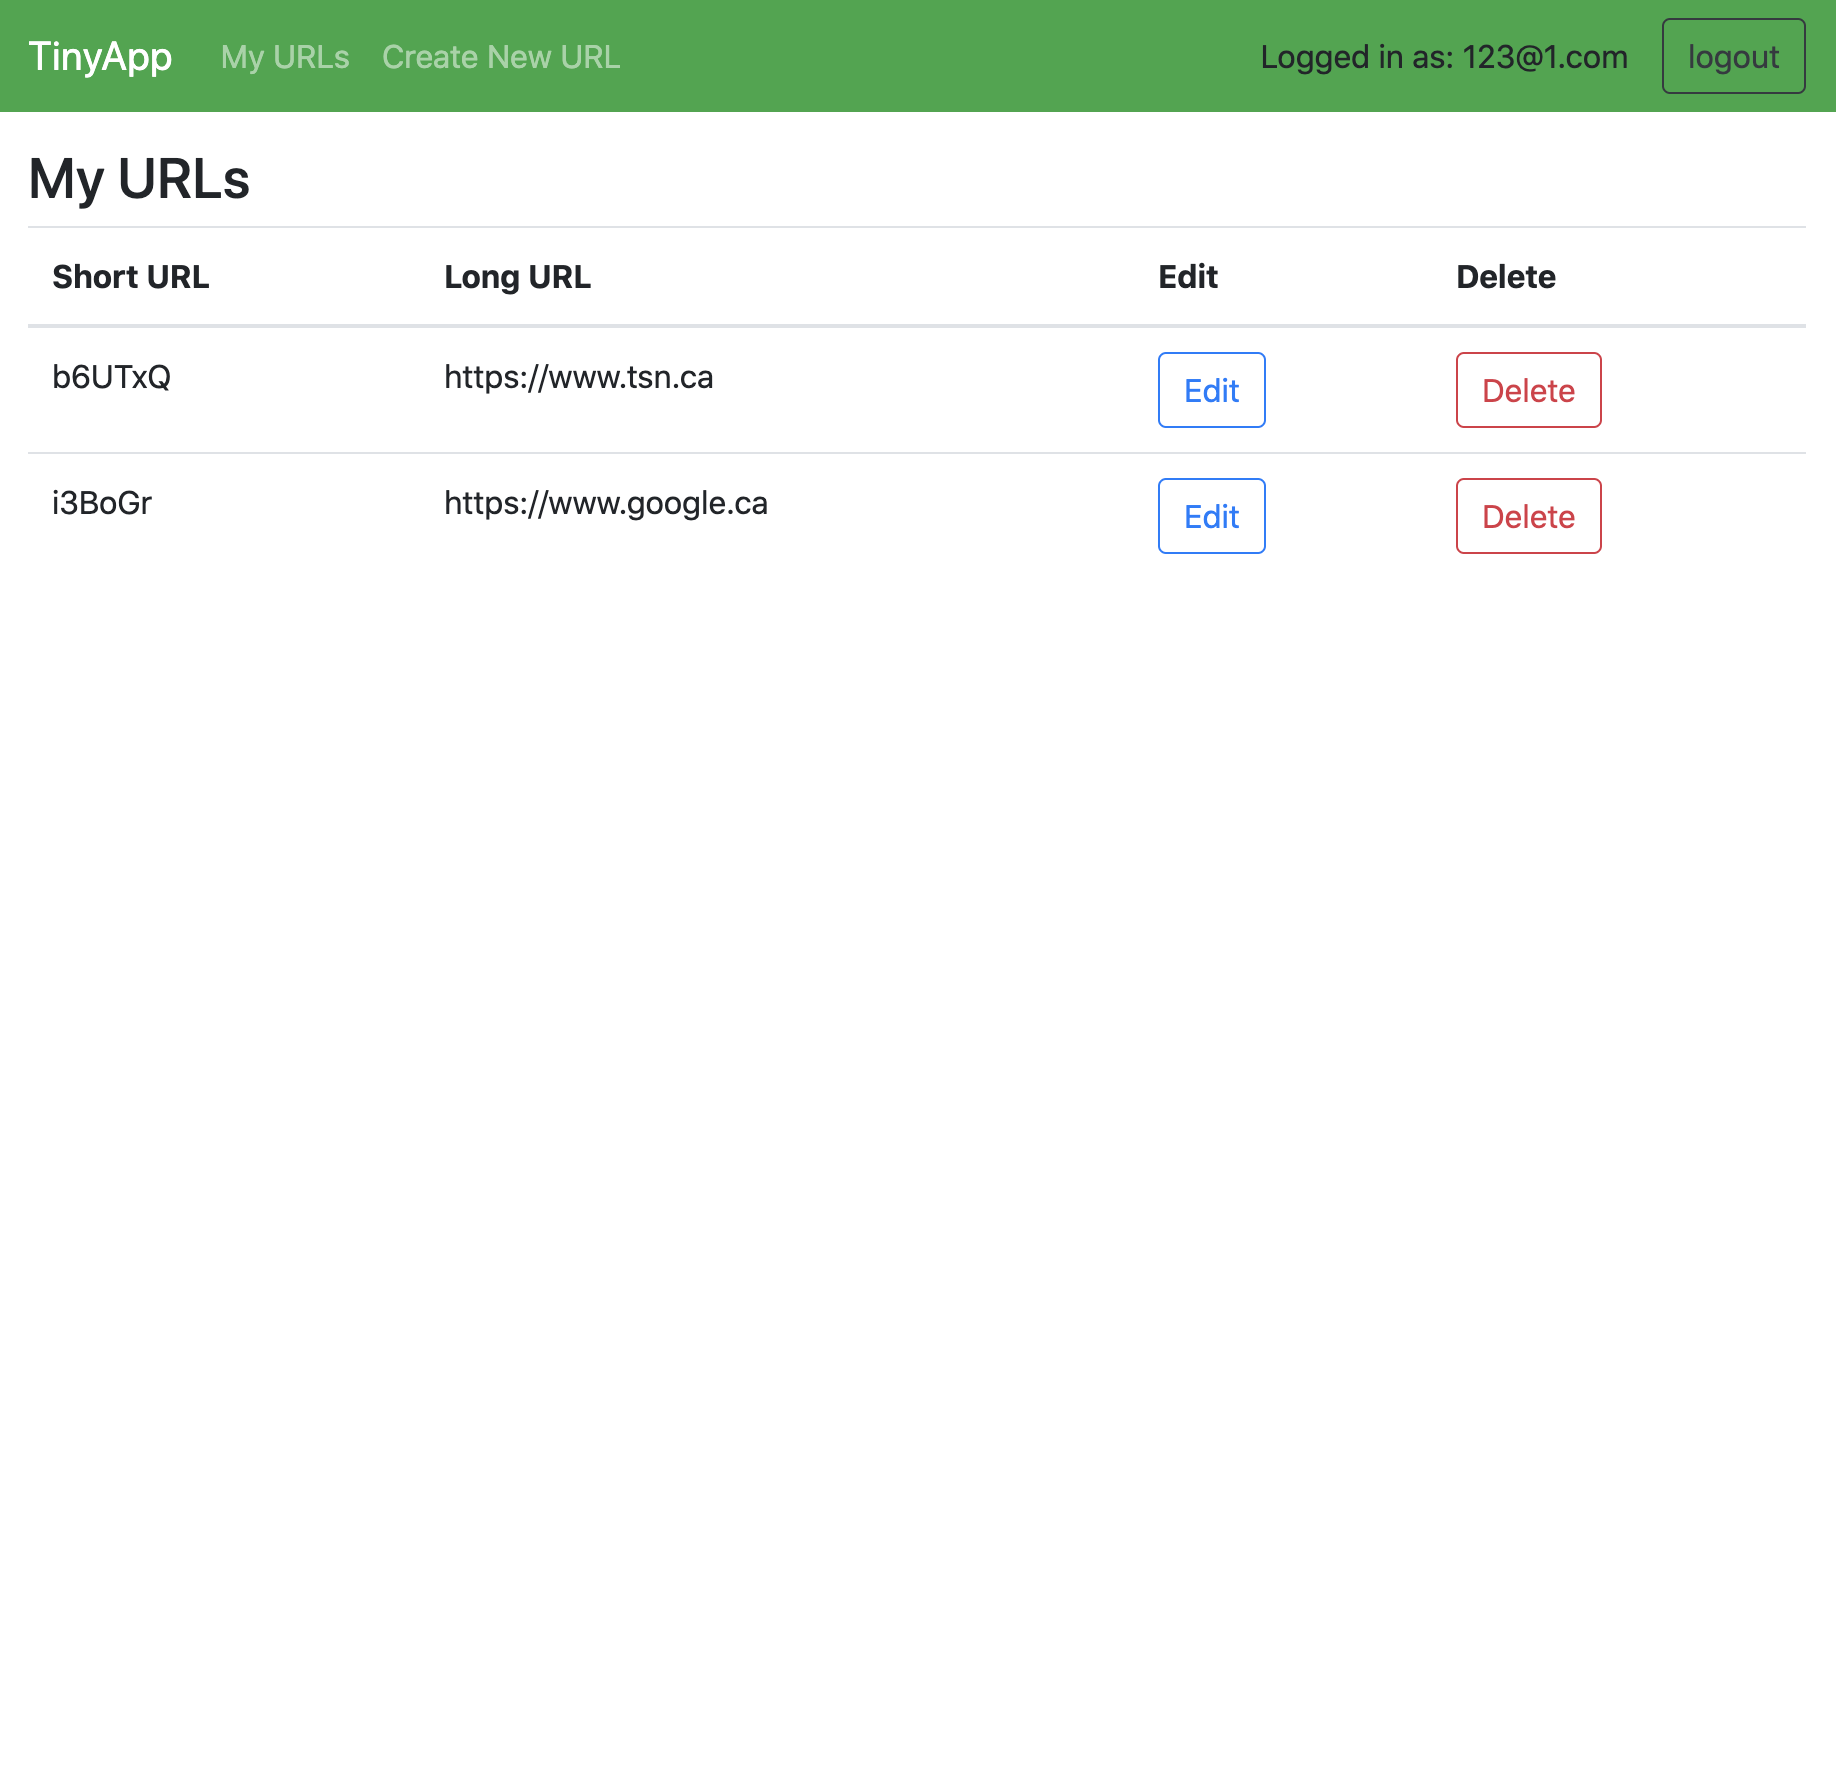 TinyApp My URLs Create New URL Logged in as: 123@1.com logout
My URLs
Short URL Long URL Edit Delete
b6UTxQ https://www.tsn.ca Edit Delete
i3BoGr https://www.google.ca Edit Delete